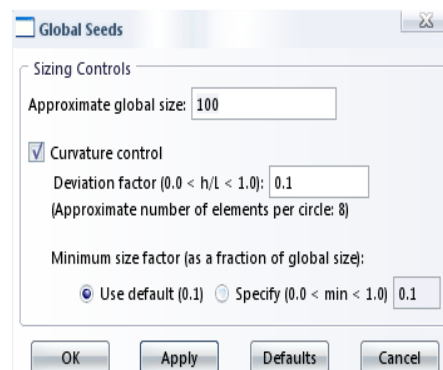 Global Seeds
Sizing Controls
Approximate global size: 100
Curvature control
Deviation factor (0.0 < h/L < 1.0): 0.1
(Approximate number of elements per circle: 8)
Minimum size factor (as a fraction of global size):
Use default (0.1) Specify (0.0 < min < 1.0) 0.1
OK Apply Defaults Cancel